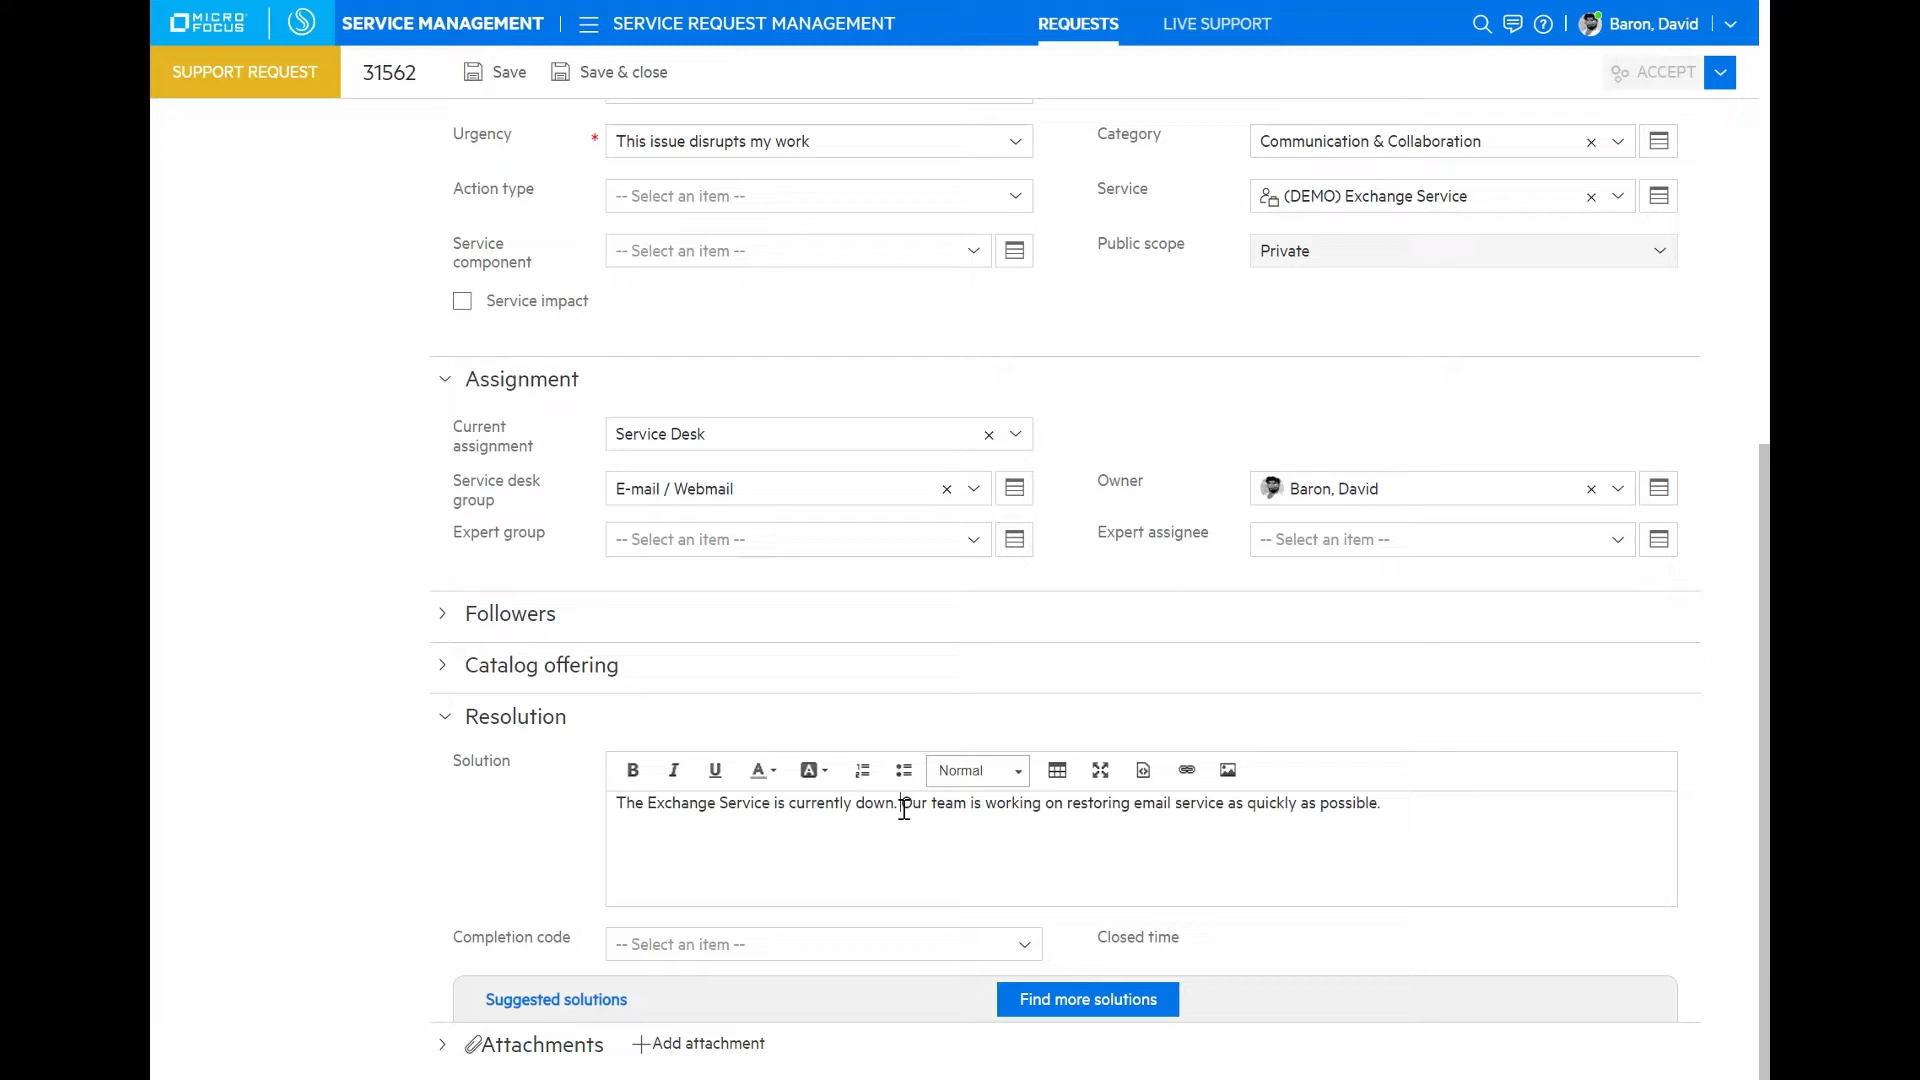 MICRO FOCUS
SERVICE MANAGEMENT
SERVICE REQUEST MANAGEMENT
REQUESTS
LIVE SUPPORT
Baron, David
SUPPORT REQUEST
31562
Save
Save & close
ACCEPT
Urgency
*
This issue disrupts my work
Category
Communication & Collaboration
Action type
-- Select an item --
Service
(DEMO) Exchange Service
Service component
-- Select an item --
Public scope
Private
Service impact
Assignment
Current assignment
Service Desk
Service desk group
E-mail / Webmail
Owner
Baron, David
Expert group
-- Select an item --
Expert assignee
-- Select an item --
Followers
Catalog offering
Resolution
Solution
B I U A A Normal
The Exchange Service is currently down. Our team is working on restoring email service as quickly as possible.
Completion code
-- Select an item --
Closed time
Suggested solutions
Find more solutions
Attachments
Add attachment